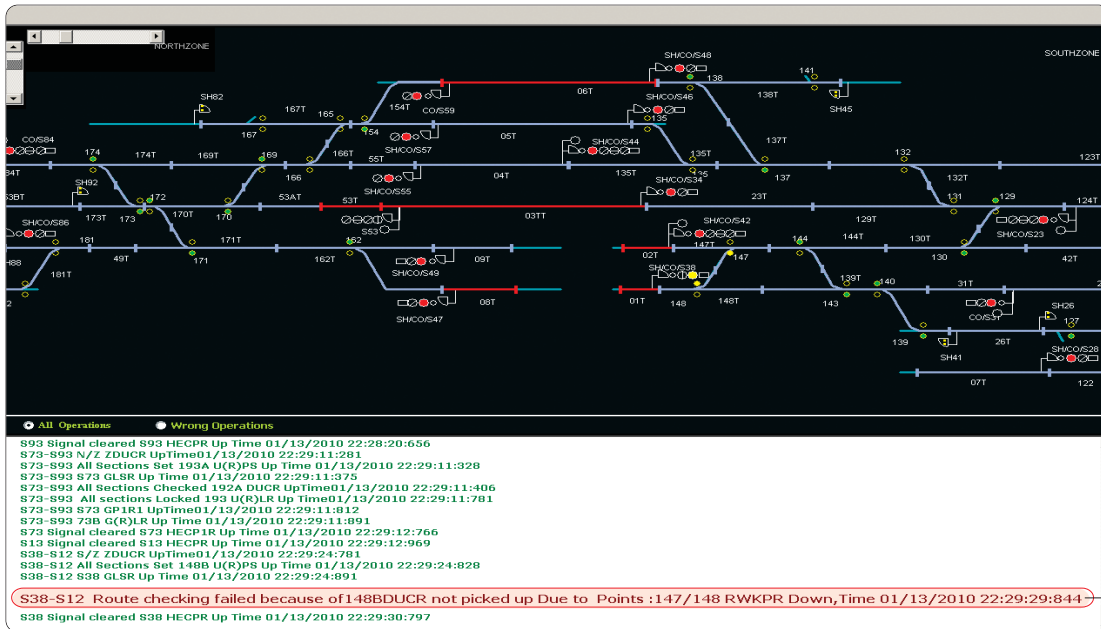 NORTHZONE
SOUTHZONE
SH/CO/S48
138
141
06T
138T
SH45
SH82
167T
165
154T
CO/S59
SH/CO/S46
167
154
135
05T
137T
CO/S84
SH/CO/S57
SH/CO/S44
174
174T
169T
169
166T
55T
135T
132
123T
34T
166
04T
135T
137
132T
SH92
SH/CO/S55
SH/CO/S34
53BT
172
53AT
53T
23T
131
129
124T
173T
173
170T
170
03TT
129T
SH/CO/S86
S53
SH/CO/S42
SH/CO/S23
181
171T
162
147T
144
144T
130T
49T
171
162T
09T
02T
147
130
42T
H88
SH/CO/S49
SH/CO/S38
181T
139T
140
31T
2
08T
01T
148
148T
143
SH26
SH/CO/S47
CO/S31
127
139
26T
SH41
SH/CO/S28
07T
122
All Operations
Wrong Operations
S93 Signal cleared S93 HECPR Up Time 01/13/2010 22:28:20:656
S73-S93 N/Z ZDUCR UpTime01/13/2010 22:29:11:281
S73-S93 All Sections Set 193A U(R)PS Up Time 01/13/2010 22:29:11:328
S73-S93 S73 GLSR Up Time 01/13/2010 22:29:11:375
S73-S93 All Sections Checked 192A DUCR UpTime01/13/2010 22:29:11:406
S73-S93 All sections Locked 193 U(R)LR Up Time01/13/2010 22:29:11:781
S73-S93 S73 GP1R1 UpTime01/13/2010 22:29:11:812
S73-S93 73B G(R)LR Up Time 01/13/2010 22:29:11:891
S73 Signal cleared S73 HECP1R Up Time 01/13/2010 22:29:12:766
S13 Signal cleared S13 HECPR Up Time 01/13/2010 22:29:12:969
S38-S12 S/Z ZDUCR UpTime01/13/2010 22:29:24:781
S38-S12 All Sections Set 148B U(R)PS Up Time 01/13/2010 22:29:24:828
S38-S12 S38 GLSR Up Time 01/13/2010 22:29:24:891
S38-S12 Route checking failed because of148BDUCR not picked up Due to Points :147/148 RWKPR Down,Time 01/13/2010 22:29:29:844
S38 Signal cleared S38 HECPR Up Time 01/13/2010 22:29:30:797